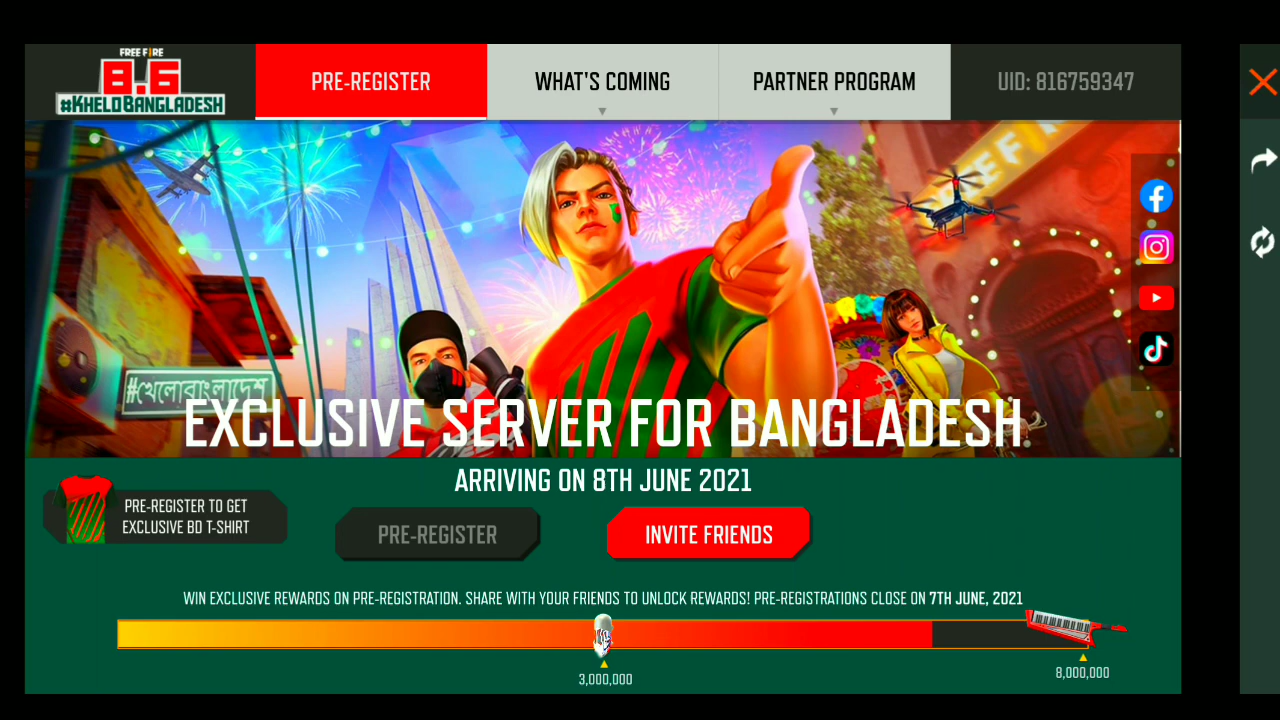 FREE FIRE
8.6
#KHELOBANGLADESH
PRE-REGISTER
WHAT'S COMING
PARTNER PROGRAM
UID: 816759347
#খেলোবাংলাদেশ
EXCLUSIVE SERVER FOR BANGLADESH
ARRIVING ON 8TH JUNE 2021
PRE-REGISTER TO GET
EXCLUSIVE BD T-SHIRT
PRE-REGISTER
INVITE FRIENDS
WIN EXCLUSIVE REWARDS ON PRE-REGISTRATION. SHARE WITH YOUR FRIENDS TO UNLOCK REWARDS! PRE-REGISTRATIONS CLOSE ON 7TH JUNE, 2021
3,000,000
8,000,000